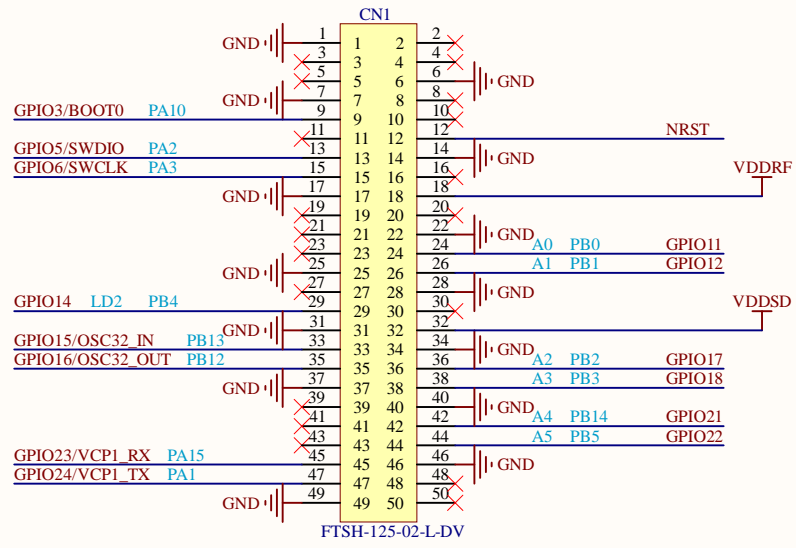 CN1
GND 1 1 2 2
3 3 4 4
5 5 6 6 GND
GND 7 7 8 8
GPIO3/BOOT0 PA10 9 9 10 10
11 11 12 12 NRST
GPIO5/SWDIO PA2 13 13 14 14 GND
GPIO6/SWCLK PA3 15 15 16 16
GND 17 17 18 18 VDDRF
19 19 20 20
21 21 22 22 GND
23 23 24 24 A0 PB0 GPIO11
GND 25 25 26 26 A1 PB1 GPIO12
27 27 28 28 GND
GPIO14 LD2 PB4 29 29 30 30
GND 31 31 32 32 VDDSD
GPIO15/OSC32_IN PB13 33 33 34 34 GND
GPIO16/OSC32_OUT PB12 35 35 36 36 A2 PB2 GPIO17
GND 37 37 38 38 A3 PB3 GPIO18
39 39 40 40 GND
41 41 42 42 A4 PB14 GPIO21
43 43 44 44 A5 PB5 GPIO22
GPIO23/VCP1_RX PA15 45 45 46 46 GND
GPIO24/VCP1_TX PA1 47 47 48 48
GND 49 49 50 50
FTSH-125-02-L-DV